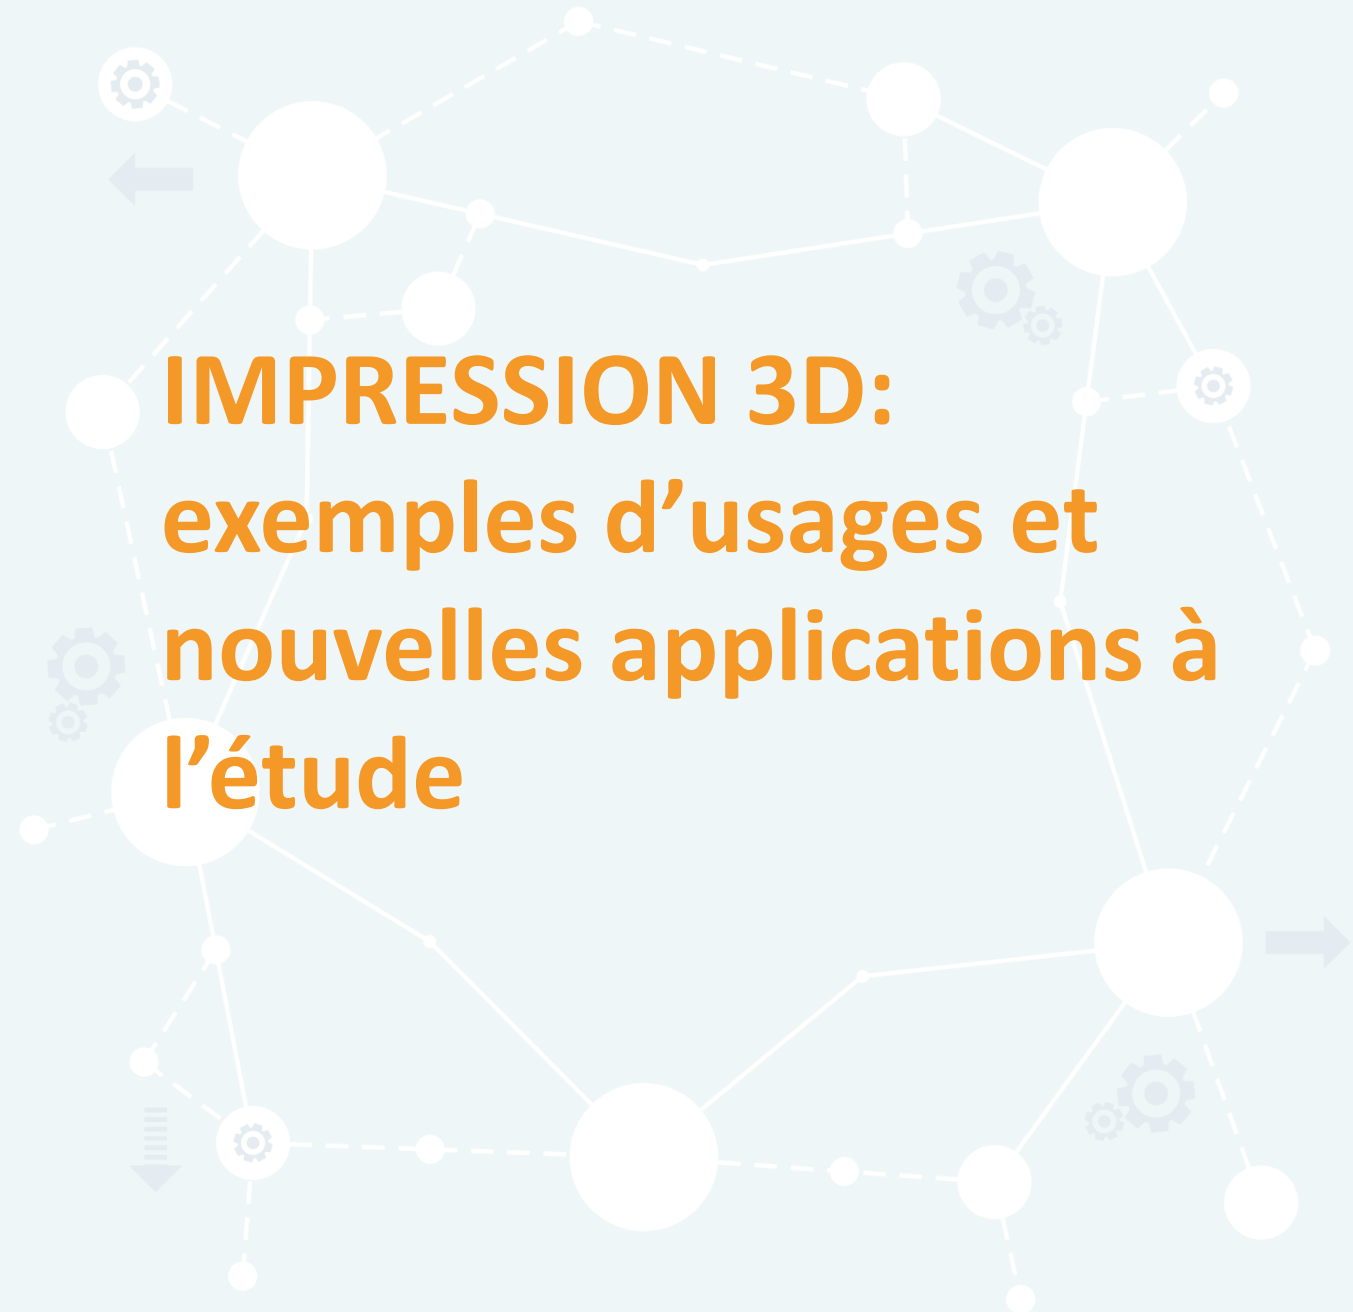 IMPRESSION 3D:
exemples d’usages et
nouvelles applications à
l’étude